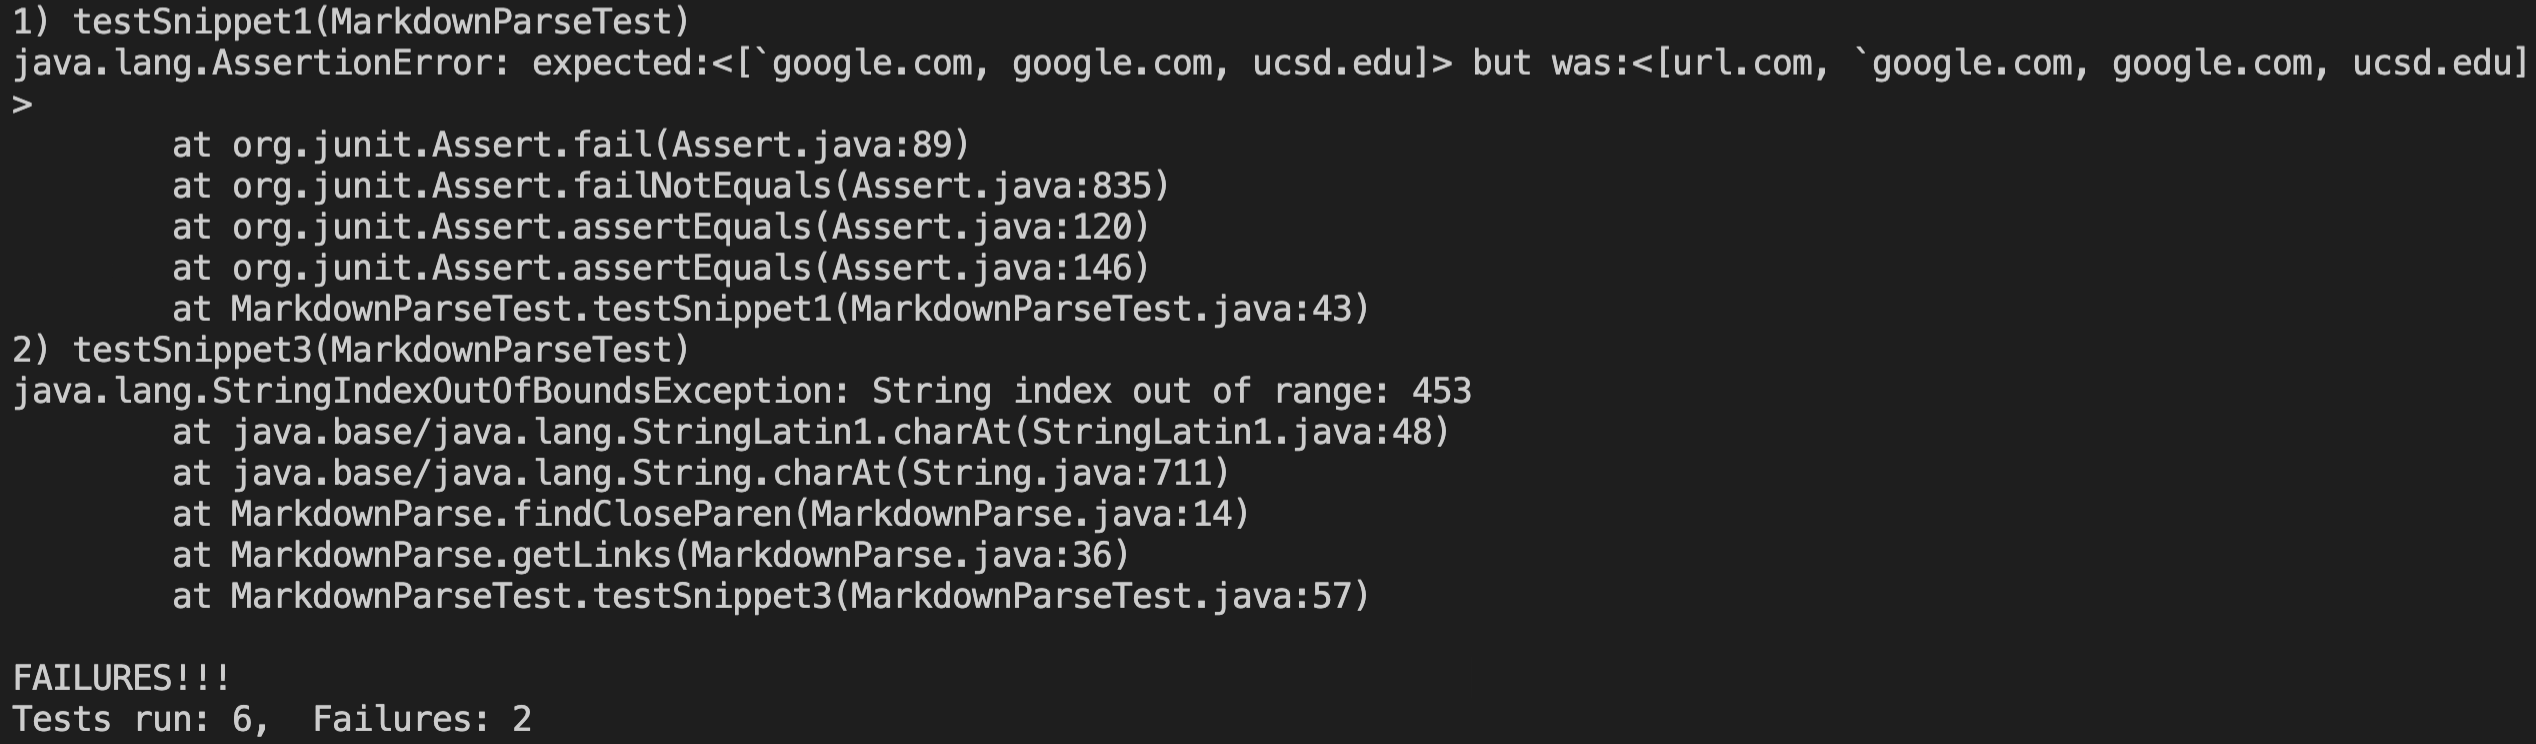 1) testSnippet1(MarkdownParseTest)
java.lang.AssertionError: expected:<[`google.com, google.com, ucsd.edu]> but was:<[url.com, `google.com, google.com, ucsd.edu]
>
        at org.junit.Assert.fail(Assert.java:89)
        at org.junit.Assert.failNotEquals(Assert.java:835)
        at org.junit.Assert.assertEquals(Assert.java:120)
        at org.junit.Assert.assertEquals(Assert.java:146)
        at MarkdownParseTest.testSnippet1(MarkdownParseTest.java:43)
2) testSnippet3(MarkdownParseTest)
java.lang.StringIndexOutOfBoundsException: String index out of range: 453
        at java.base/java.lang.StringLatin1.charAt(StringLatin1.java:48)
        at java.base/java.lang.String.charAt(String.java:711)
        at MarkdownParse.findCloseParen(MarkdownParse.java:14)
        at MarkdownParse.getLinks(MarkdownParse.java:36)
        at MarkdownParseTest.testSnippet3(MarkdownParseTest.java:57)

FAILURES!!!
Tests run: 6,  Failures: 2